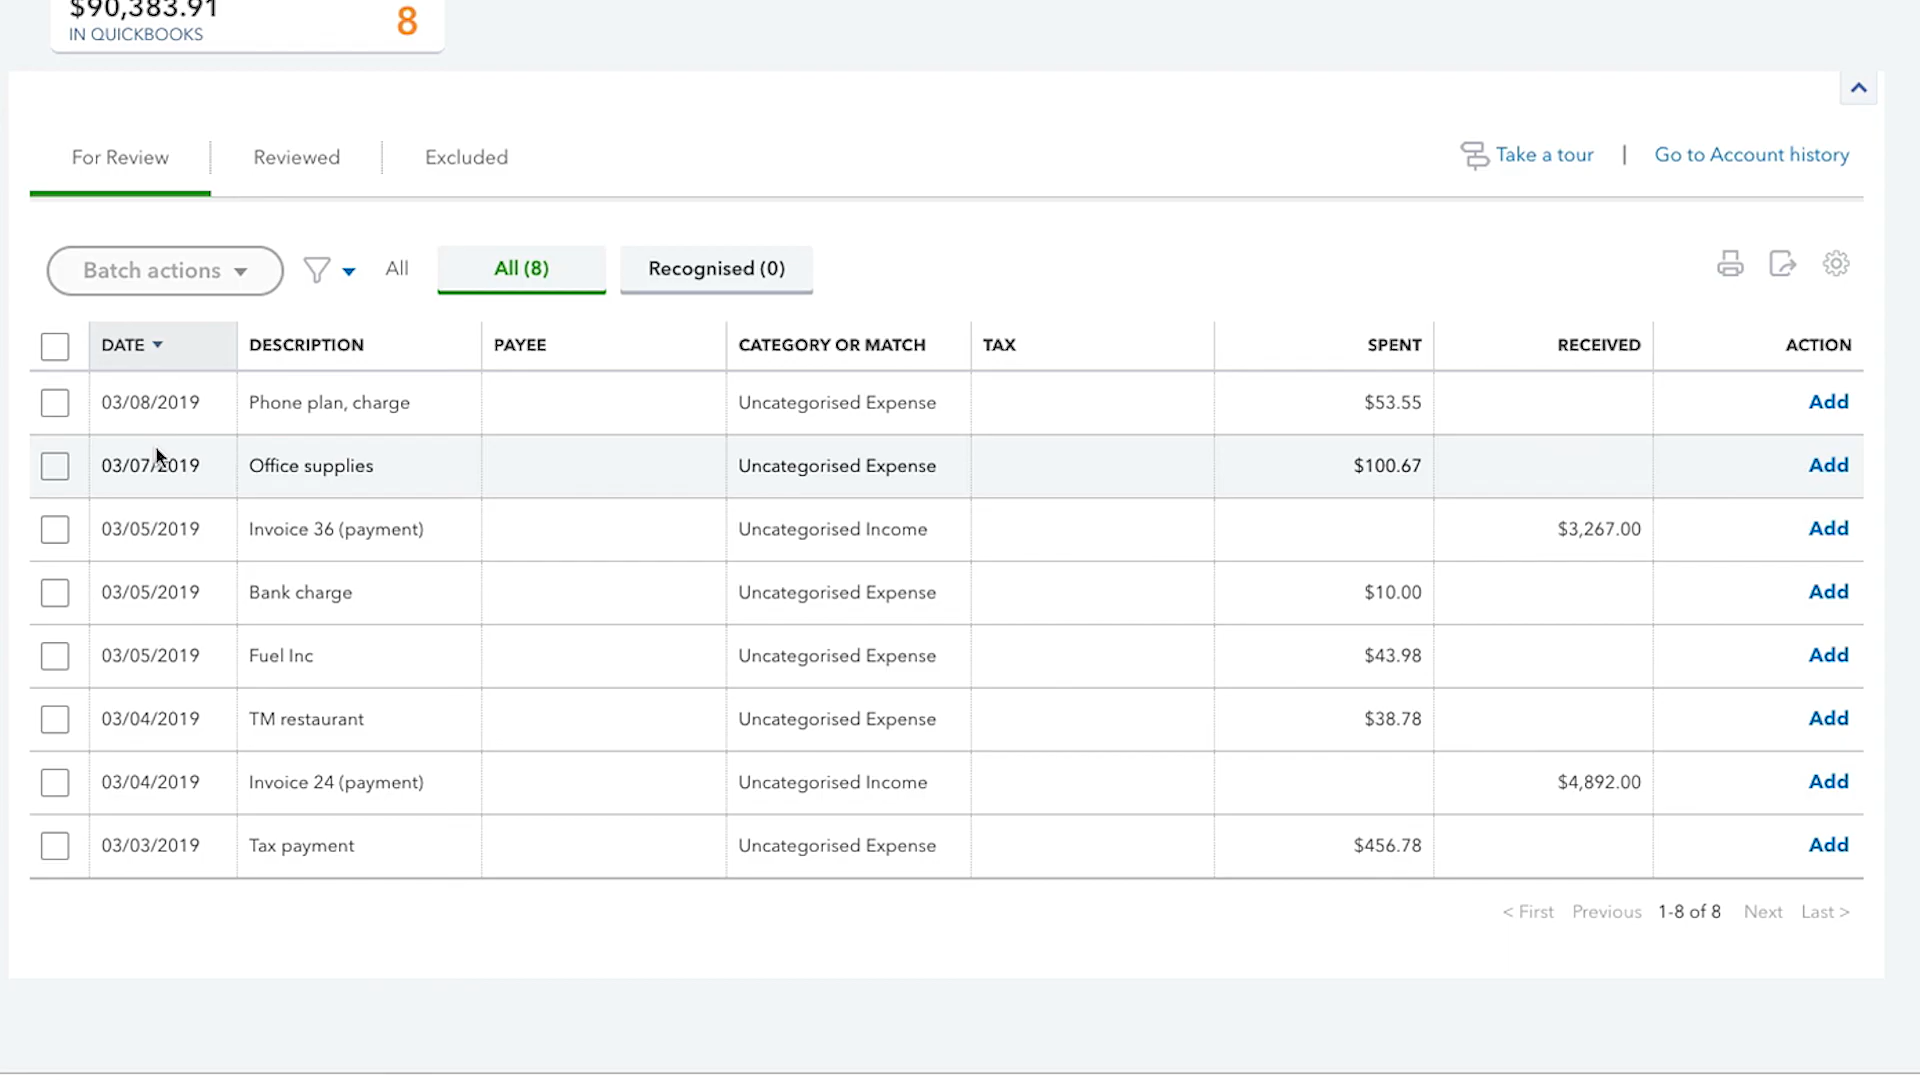 $90,383.91
IN QUICKBOOKS
8
For Review Reviewed Excluded Take a tour | Go to Account history
Batch actions All All (8) Recognised (0)
DATE DESCRIPTION PAYEE CATEGORY OR MATCH TAX SPENT RECEIVED ACTION
03/08/2019 Phone plan, charge Uncategorised Expense $53.55 Add
03/07/2019 Office supplies Uncategorised Expense $100.67 Add
03/05/2019 Invoice 36 (payment) Uncategorised Income $3,267.00 Add
03/05/2019 Bank charge Uncategorised Expense $10.00 Add
03/05/2019 Fuel Inc Uncategorised Expense $43.98 Add
03/04/2019 TM restaurant Uncategorised Expense $38.78 Add
03/04/2019 Invoice 24 (payment) Uncategorised Income $4,892.00 Add
03/03/2019 Tax payment Uncategorised Expense $456.78 Add
< First Previous 1-8 of 8 Next Last >